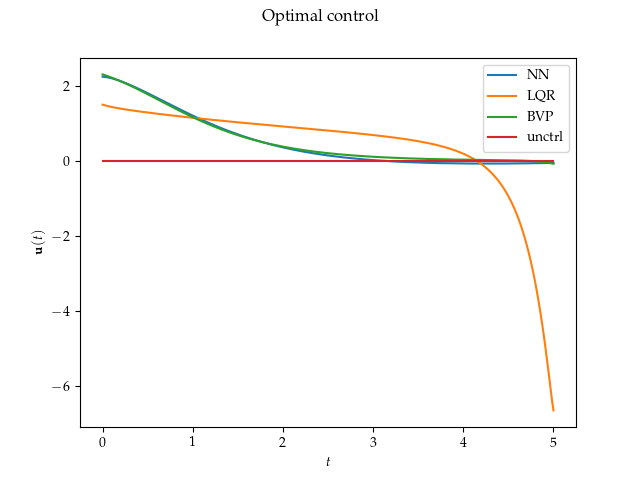 Optimal control
NN
LQR
BVP
unctrl
2
0
−2
−4
−6
u(t)
0 1 2 3 4 5
t